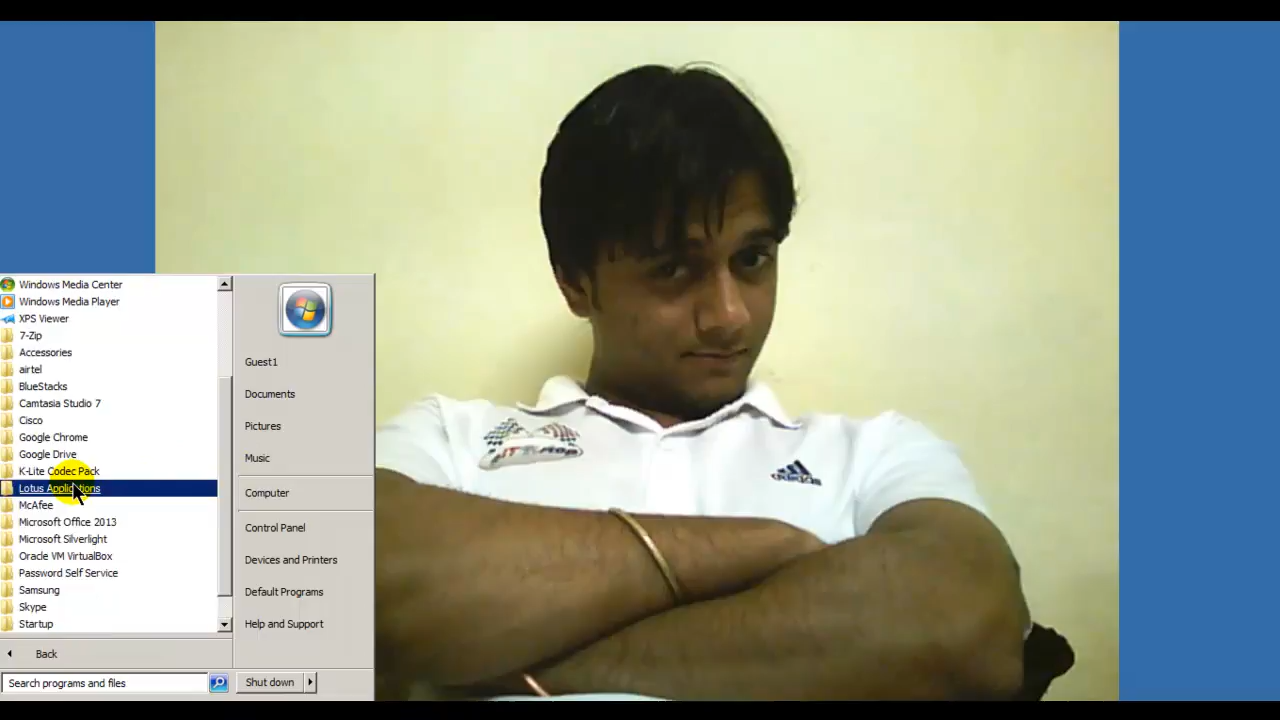 Windows Media Center
Windows Media Player
XPS Viewer
7-Zip
Accessories
airtel
BlueStacks
Camtasia Studio 7
Cisco
Google Chrome
Google Drive
K-Lite Codec Pack
Lotus Applications
McAfee
Microsoft Office 2013
Microsoft Silverlight
Oracle VM VirtualBox
Password Self Service
Samsung
Skype
Startup
Back
Search programs and files
Guest1
Documents
Pictures
Music
Computer
Control Panel
Devices and Printers
Default Programs
Help and Support
Shut down
adidas